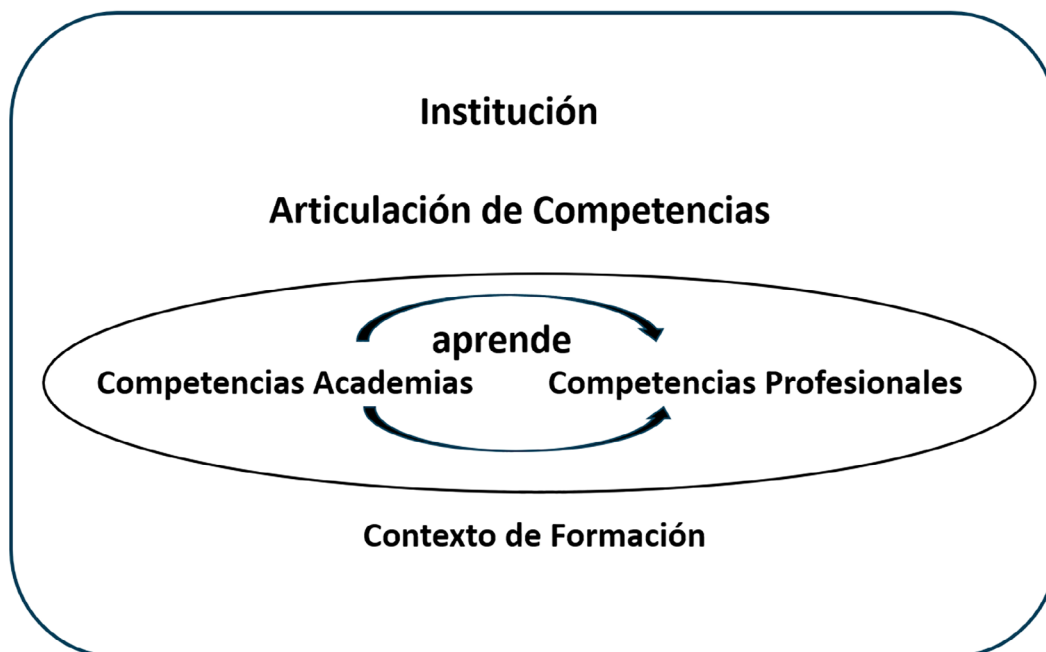 Institución
Articulación de Competencias
aprende
Competencias Academias
Competencias Profesionales
Contexto de Formación